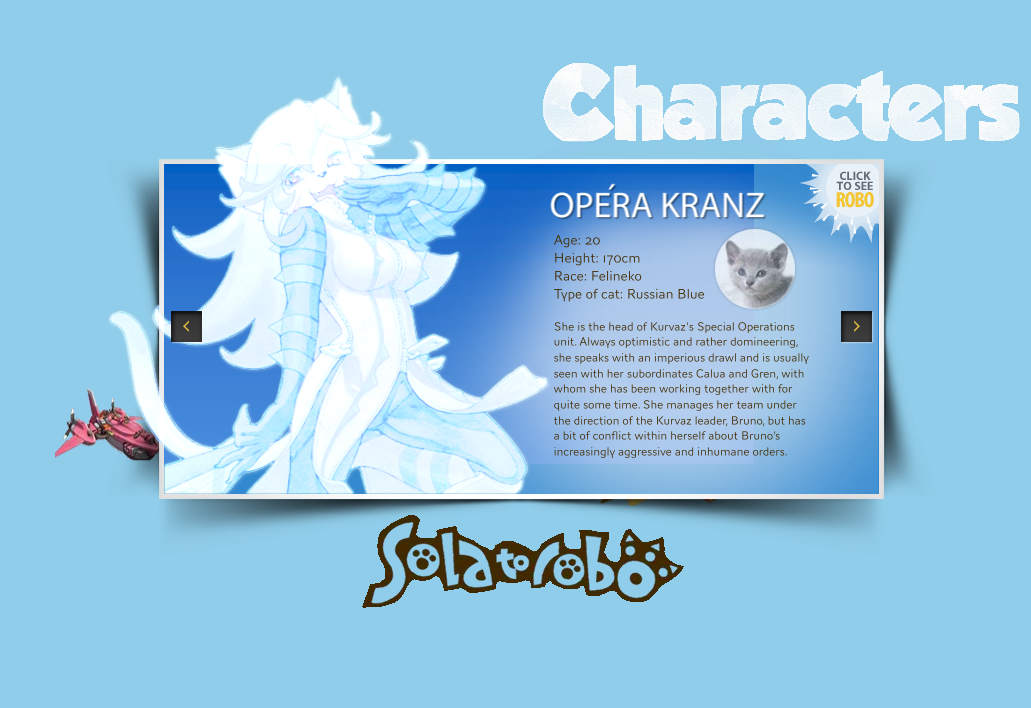 Characters
CLICK
TO SEE
ROBO
OPÉRA KRANZ
Age: 20
Height: 170cm
Race: Felineko
Type of cat: Russian Blue
She is the head of Kurvaz's Special Operations
unit. Always optimistic and rather domineering,
she speaks with an imperious drawl and is usually
seen with her subordinates Calua and Gren, with
whom she has been working together with for
quite some time. She manages her team under
the direction of the Kurvaz leader, Bruno, but has
a bit of conflict within herself about Bruno's
increasingly aggressive and inhumane orders.
Solatorobo